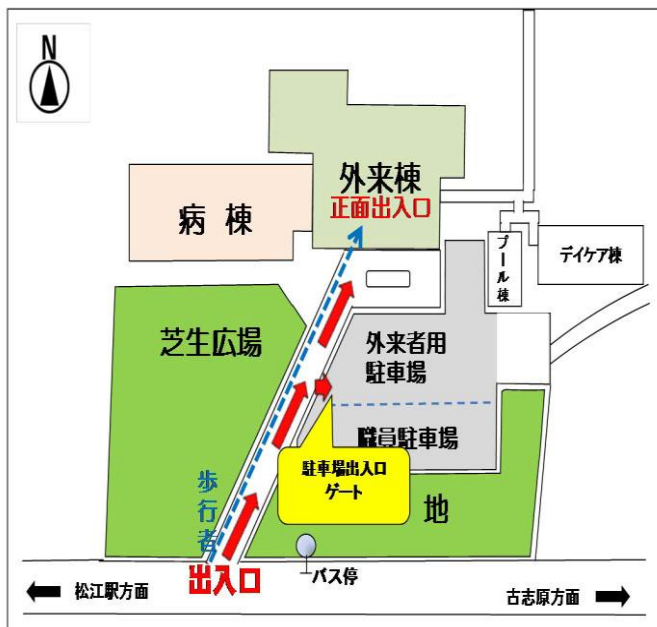 N
外来棟
正面出入口
病 棟
プール棟
デイケア棟
芝生広場
外来者用
駐車場
職員駐車場
駐車場出入口
ゲート
地
歩行者
出入口
バス停
松江駅方面
古志原方面